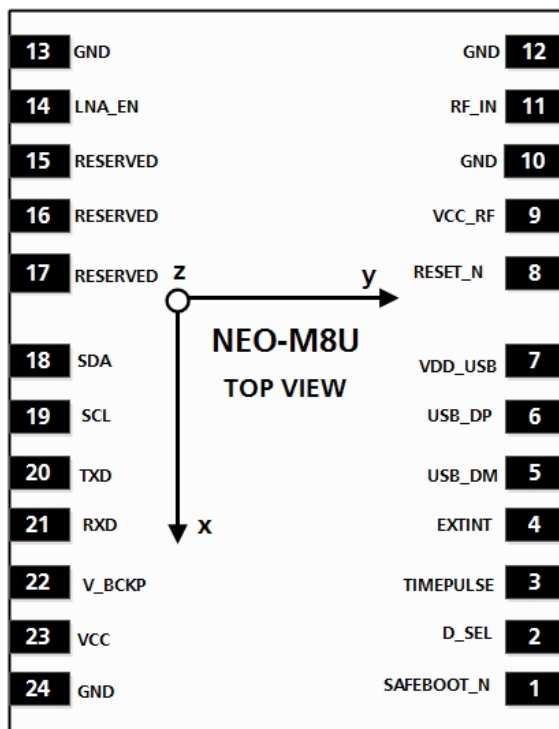 13 GND GND 12
14 LNA_EN RF_IN 11
15 RESERVED GND 10
16 RESERVED VCC_RF 9
17 RESERVED z y RESET_N 8
NEO-M8U
18 SDA VDD_USB 7
TOP VIEW
19 SCL USB_DP 6
20 TXD USB_DM 5
21 RXD x EXTINT 4
22 V_BCKP TIMEPULSE 3
23 VCC D_SEL 2
24 GND SAFEBOOT_N 1